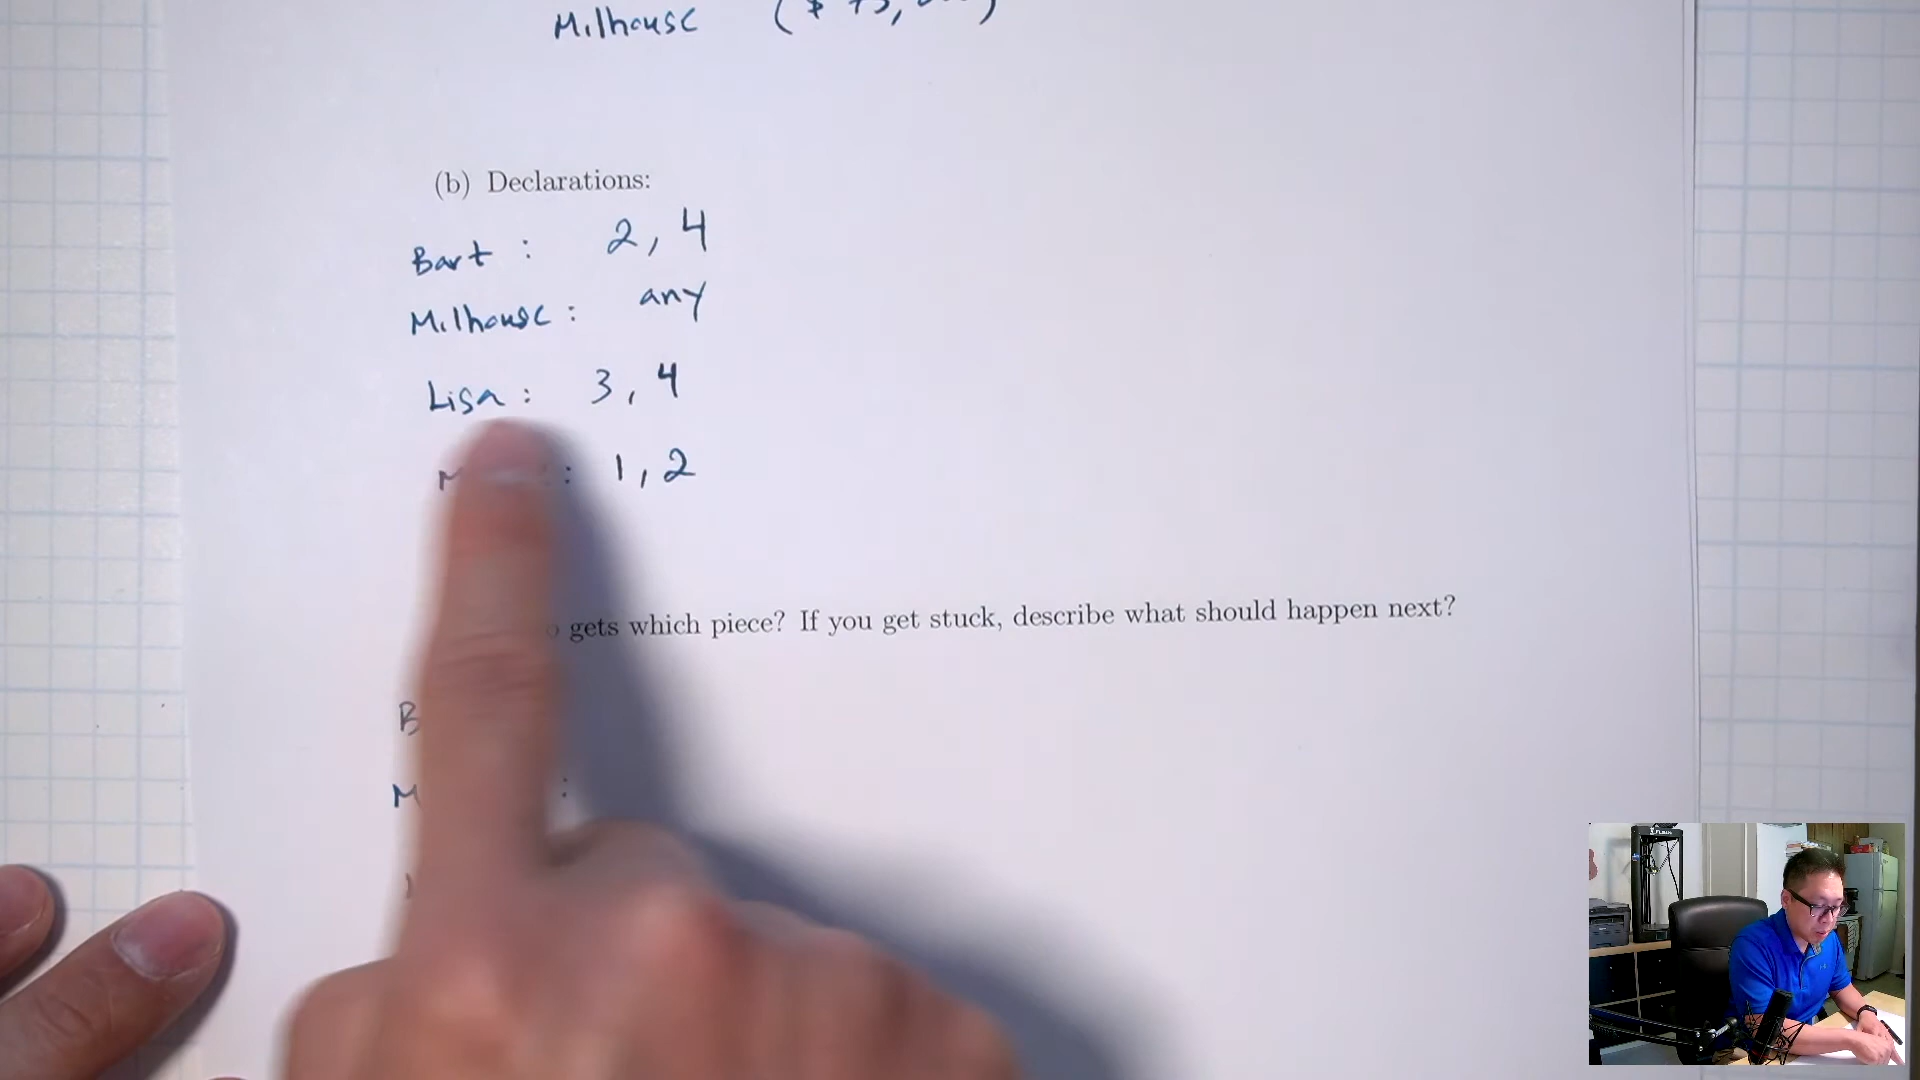 Milhouse ($ 75,
(b) Declarations:
Bart : 2, 4
Milhouse : any
Lisa : 3, 4
: 1, 2
gets which piece? If you get stuck, describe what should happen next?
B
M :